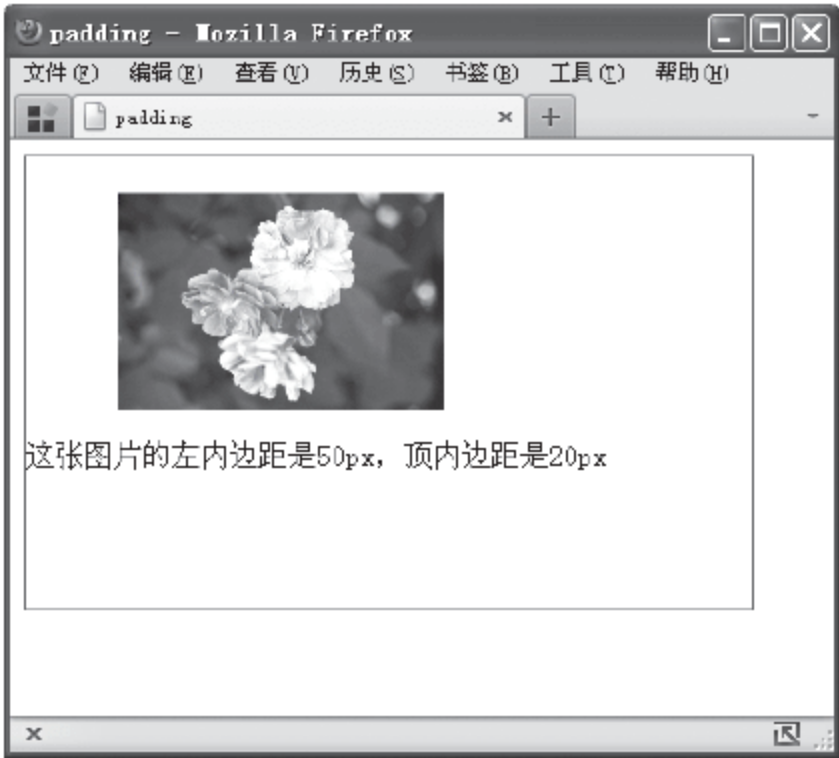 padding - Mozilla Firefox
文件(F) 编辑(E) 查看(V) 历史(S) 书签(B) 工具(T) 帮助(H)
padding
这张图片的左内边距是50px，顶内边距是20px